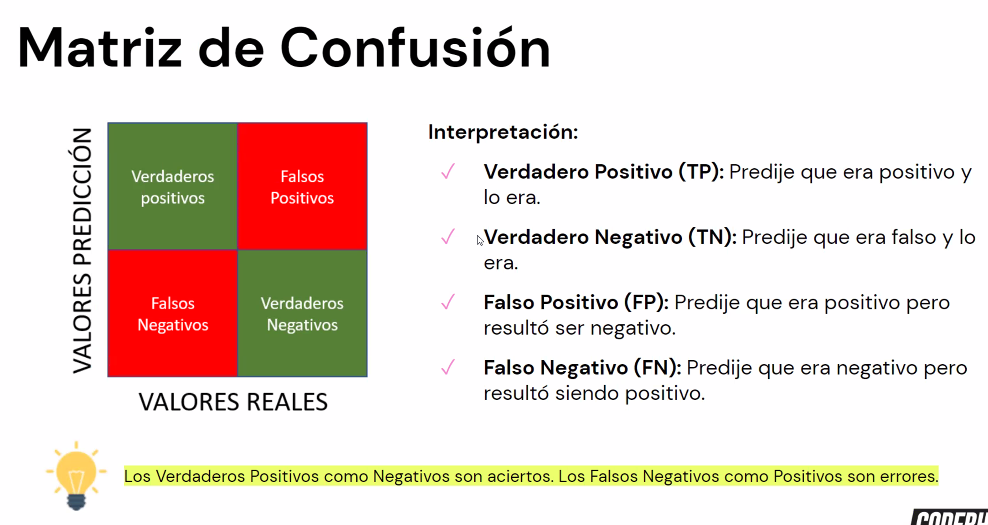 Matriz de Confusión
VALORES PREDICCIÓN
Verdaderos
positivos
Falsos
Positivos
Falsos
Negativos
Verdaderos
Negativos
VALORES REALES
Interpretación:
Verdadero Positivo (TP): Predije que era positivo y
lo era.
Verdadero Negativo (TN): Predije que era falso y lo
era.
Falso Positivo (FP): Predije que era positivo pero
resultó ser negativo.
Falso Negativo (FN): Predije que era negativo pero
resultó siendo positivo.
Los Verdaderos Positivos como Negativos son aciertos. Los Falsos Negativos como Positivos son errores.